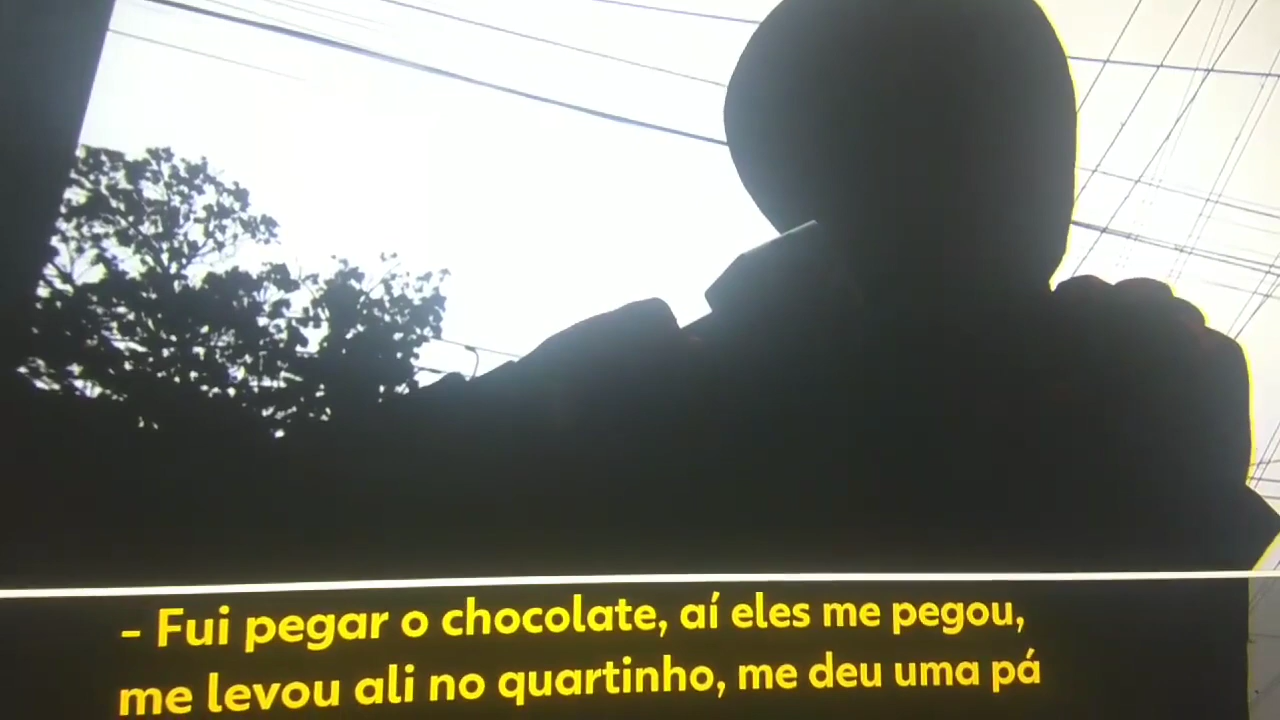 - Fui pegar o chocolate, aí eles me pegou,
me levou ali no quartinho, me deu uma pá